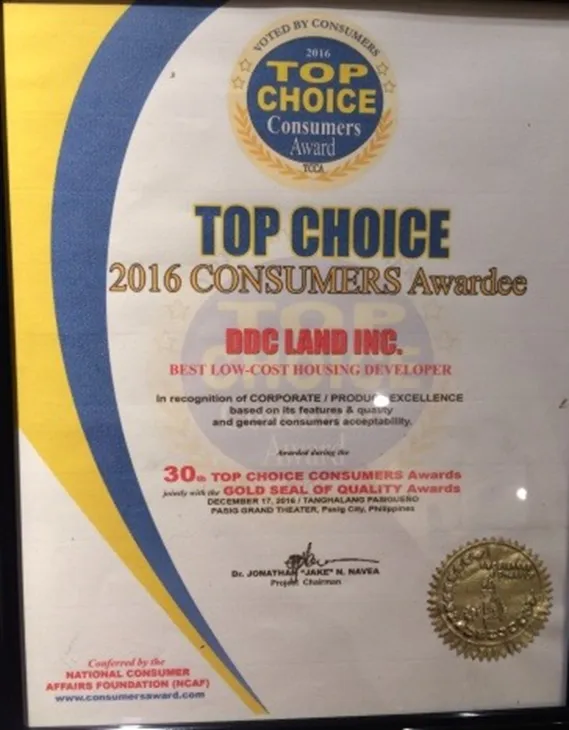 VOTED BY CONSUMERS
2016
TOP
CHOICE
Consumers
Award
TCCA
TOP CHOICE
2016 CONSUMERS Awardee
DDC LAND INC.
BEST LOW-COST HOUSING DEVELOPER
In recognition of CORPORATE / PRODUCT EXCELLENCE
based on its features & quality
and general consumers acceptability.
Awarded during the
30th TOP CHOICE CONSUMERS Awards
jointly with the GOLD SEAL OF QUALITY Awards
DECEMBER 17, 2016 / TANGHALANG PASIGUEÑO
PASIG GRAND THEATER, Pasig City, Philippines
Dr. JONATHAN "JAKE" N. NAVEA
Project Chairman
Conferred by the
NATIONAL CONSUMER
AFFAIRS FOUNDATION (NCAF)
www.consumersaward.com